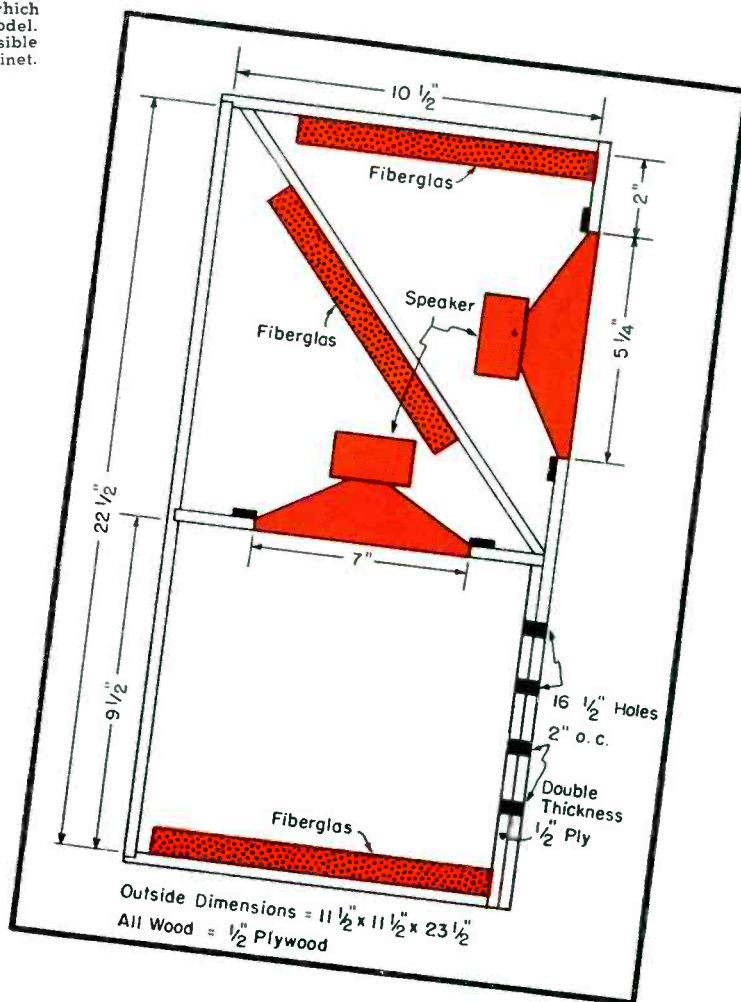 hich
odel.
sible
inet.
10 1/2"
Fiberglas
2"
Speaker
5 1/4"
Fiberglas
22 1/2"
7"
9 1/2"
16 1/2" Holes
2" o.c.
Double
Thickness
1/2" Ply
Fiberglas
Outside Dimensions = 11 1/2" x 11 1/2" x 23 1/2"
All Wood = 1/2" Plywood